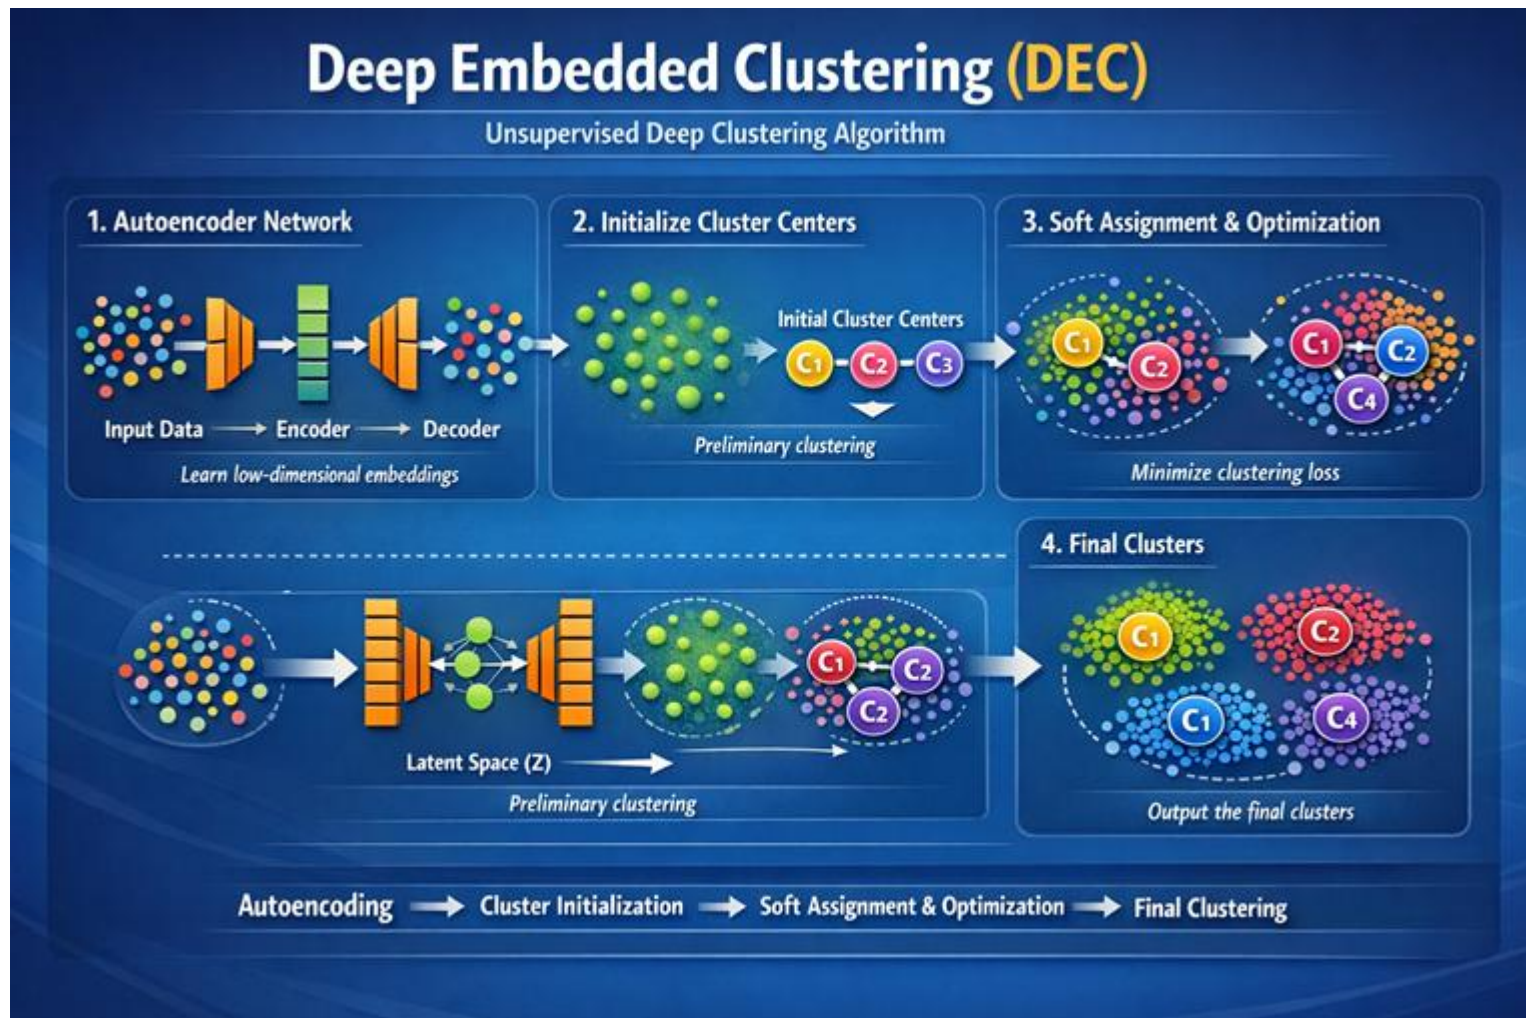 Deep Embedded Clustering (DEC)
Unsupervised Deep Clustering Algorithm
1. Autoencoder Network
Input Data
Encoder
Decoder
Learn low-dimensional embeddings
2. Initialize Cluster Centers
Initial Cluster Centers
C1
C2
C3
Preliminary clustering
3. Soft Assignment & Optimization
C1
C2
C1
C2
C4
Minimize clustering loss
C1
C2
C2
Latent Space (Z)
Preliminary clustering
4. Final Clusters
C1
C2
C1
C4
Output the final clusters
Autoencoding
Cluster Initialization
Soft Assignment & Optimization
Final Clustering